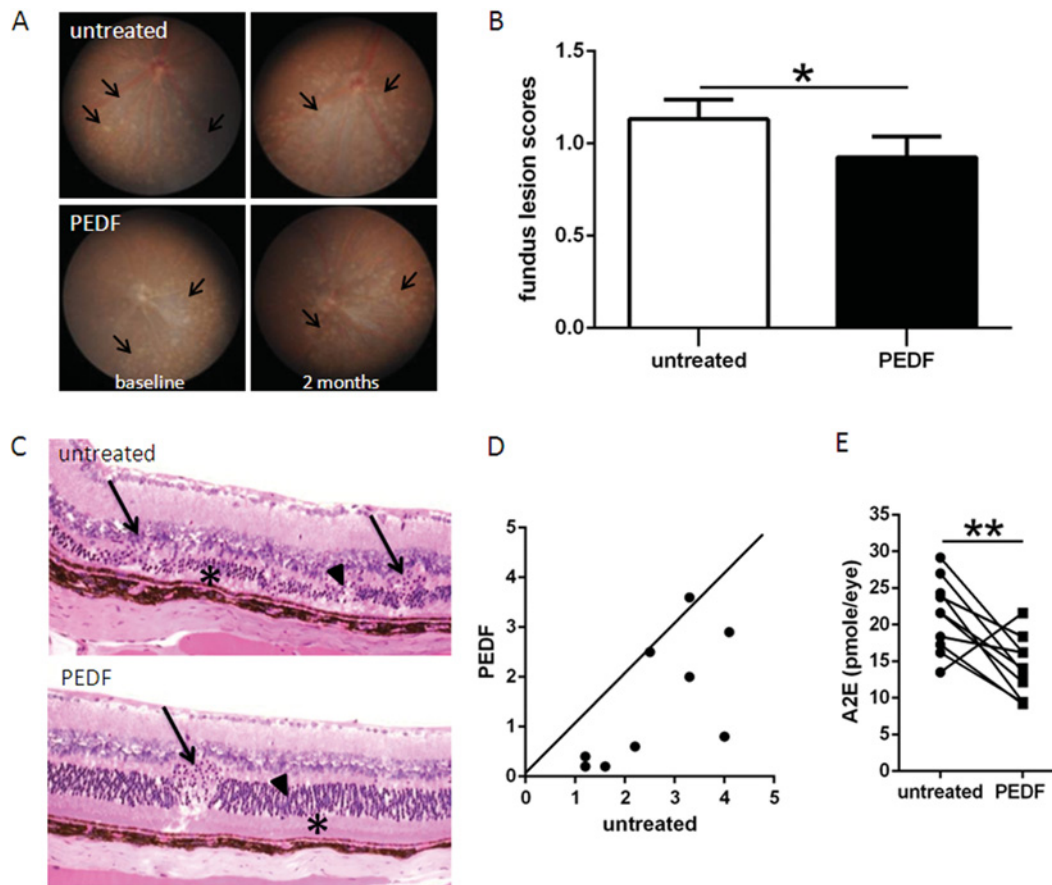 A
untreated
PEDF
baseline 2 months
B
fundus lesion scores
1.5
1.0
0.5
0.0
*
untreated PEDF
C
untreated
*
PEDF
*
D
PEDF
5
4
3
2
1
0
0 1 2 3 4 5
untreated
E
A2E (pmole/eye)
35
30
25
20
15
10
5
0
**
untreated PEDF